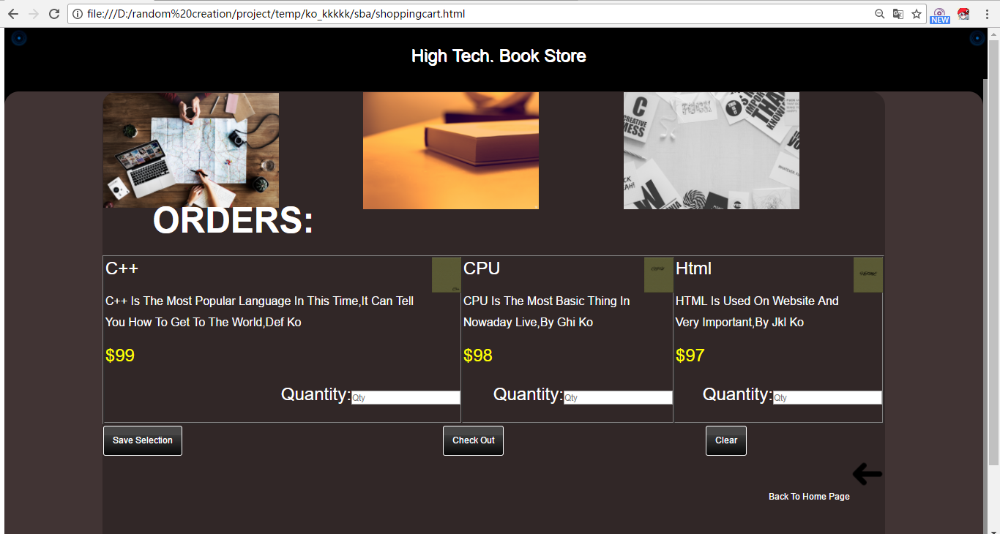 file:///D:/random%20creation/project/temp/ko_kkkkk/sba/shoppingcart.html
NEW
High Tech. Book Store
C
CREATIVE
MESS
ORDERS:
C++
C++ Is The Most Popular Language In This Time,It Can Tell
You How To Get To The World,Def Ko
$99
Quantity:
Qty
CPU
CPU Is The Most Basic Thing In
Nowaday Live,By Ghi Ko
$98
Quantity:
Qty
Html
HTML Is Used On Website And
Very Important,By Jkl Ko
$97
Quantity:
Qty
Save Selection
Check Out
Clear
Back To Home Page